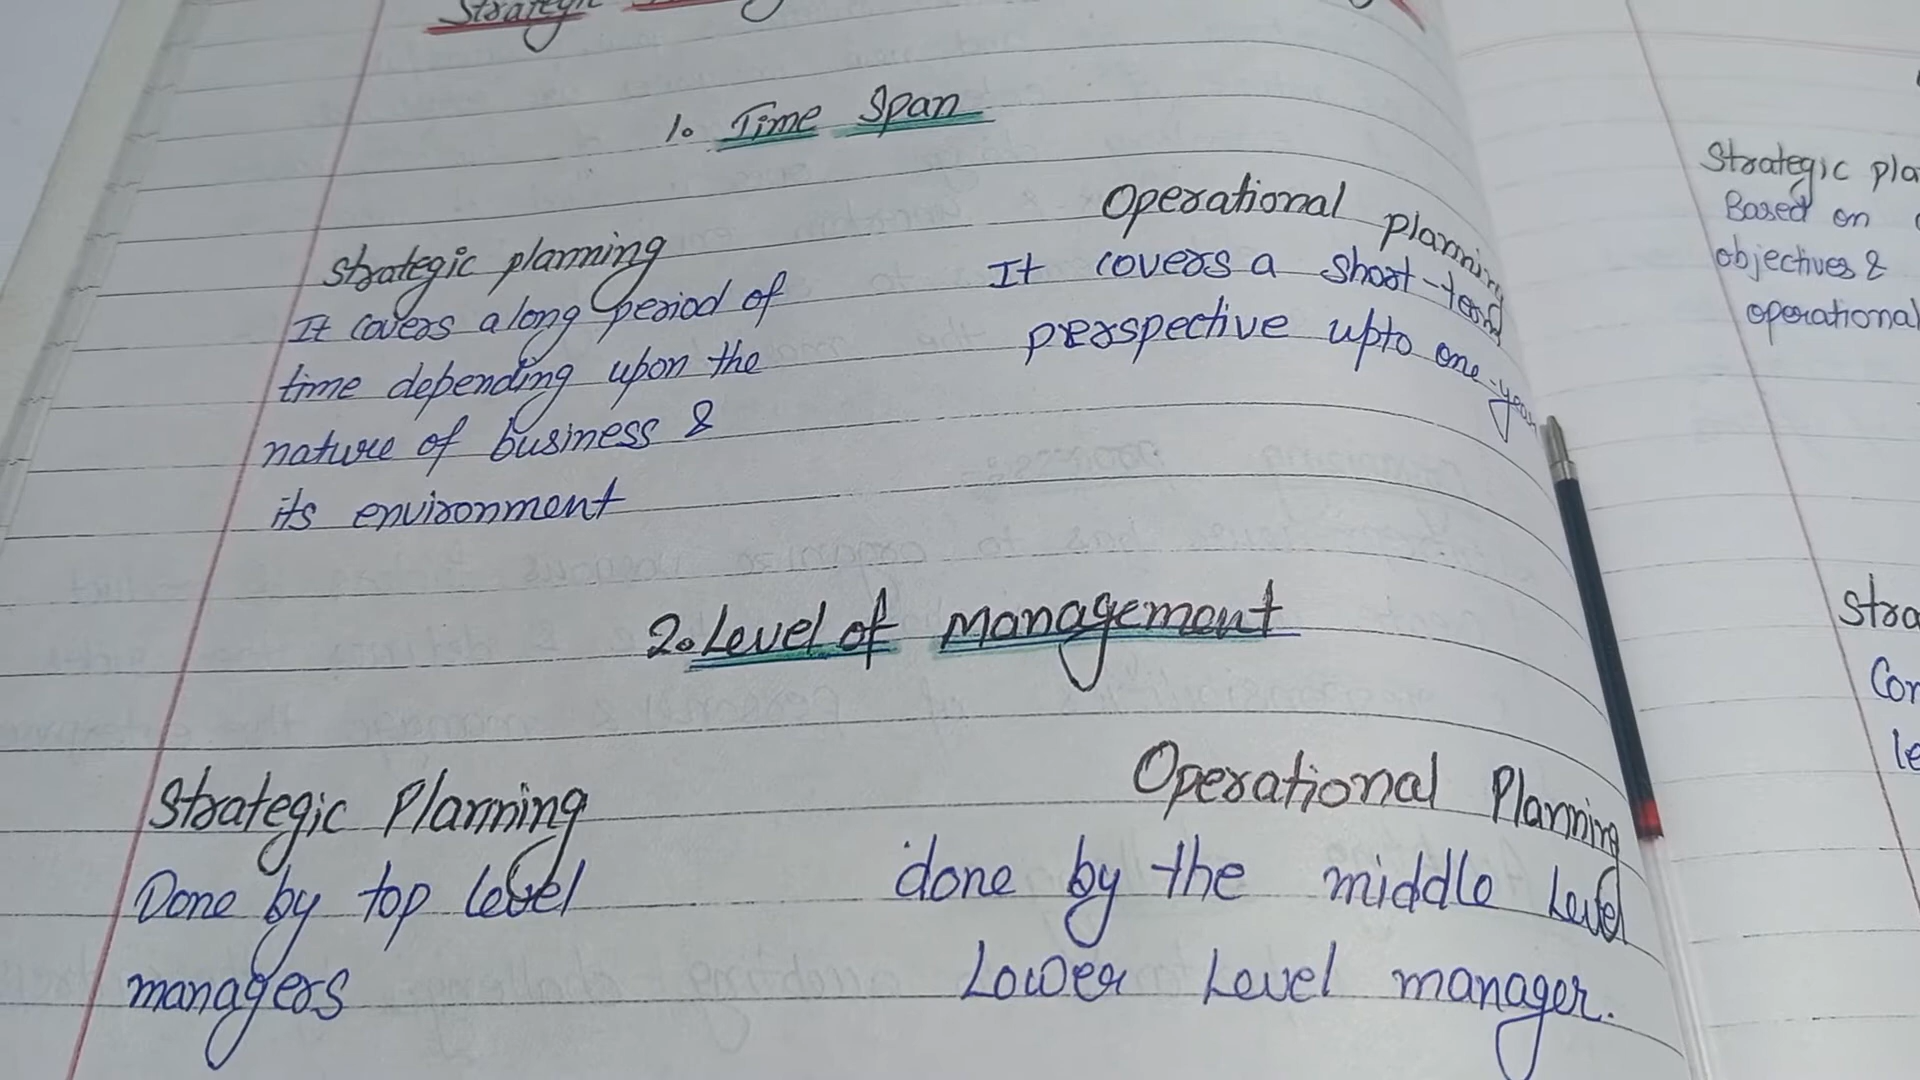 Strategic
1. Time Span
Strategic planning
It covers a long period of
time depending upon the
nature of business &
its environment
Operational planning
It covers a short-term
perspective upto one year
2. Level of Management
Strategic Planning
Done by top level
managers
Operational Planning
done by the middle Level
Lower Level manager.
Strategic pla
Based on
objectives &
operational
Stra
Cor
le